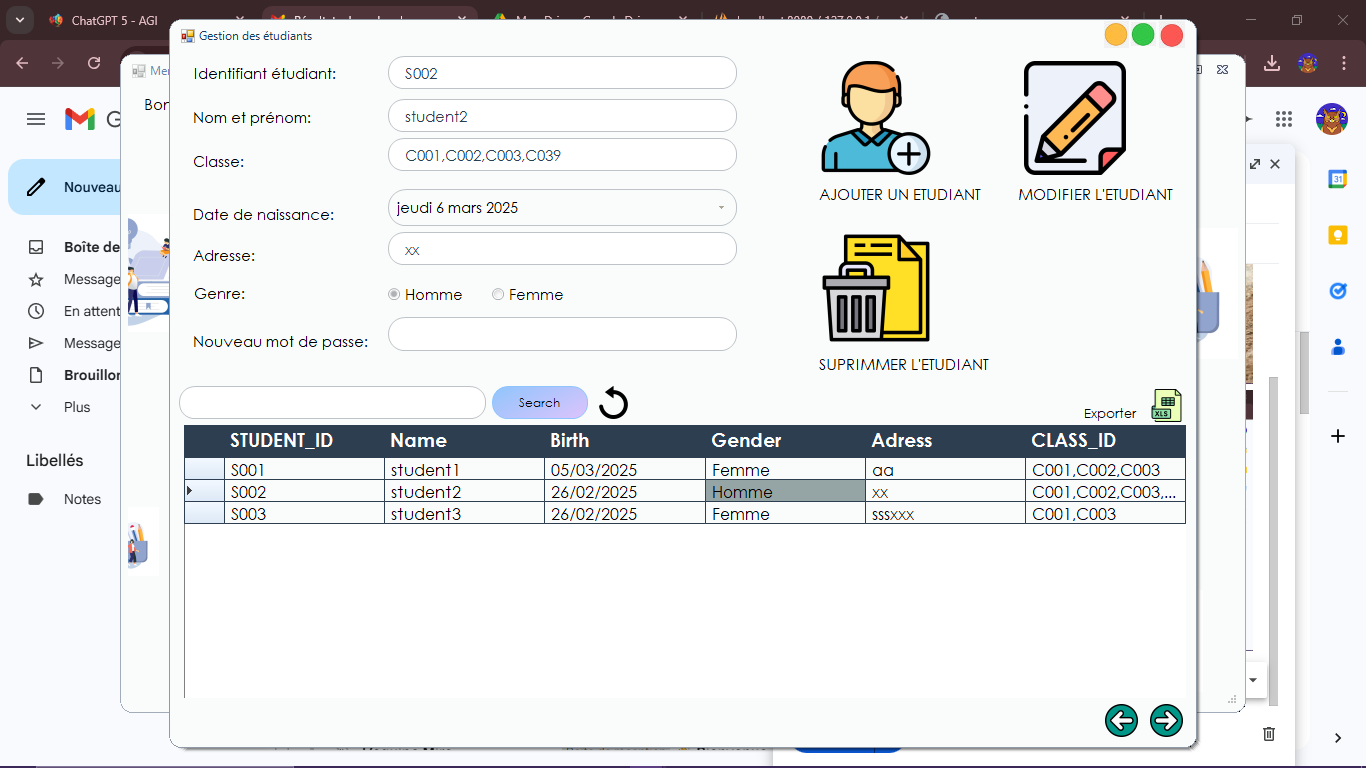 ChatGPT 5 - AGI
Gestion des étudiants
Identifiant étudiant:
S002
Nom et prénom:
student2
Classe:
C001,C002,C003,C039
Date de naissance:
jeudi 6 mars 2025
Adresse:
xx
Genre:
Homme
Femme
Nouveau mot de passe:
AJOUTER UN ETUDIANT
MODIFIER L'ETUDIANT
SUPRIMMER L'ETUDIANT
Search
Exporter
XLS
STUDENT_ID Name Birth Gender Adress CLASS_ID
S001 student1 05/03/2025 Femme aa C001,C002,C003
S002 student2 26/02/2025 Homme xx C001,C002,C003,...
S003 student3 26/02/2025 Femme sssxxx C001,C003
Men
Bon
G
Nouveau
Boîte de
Message
En attent
Message
Brouillon
Plus
Libellés
Notes
31